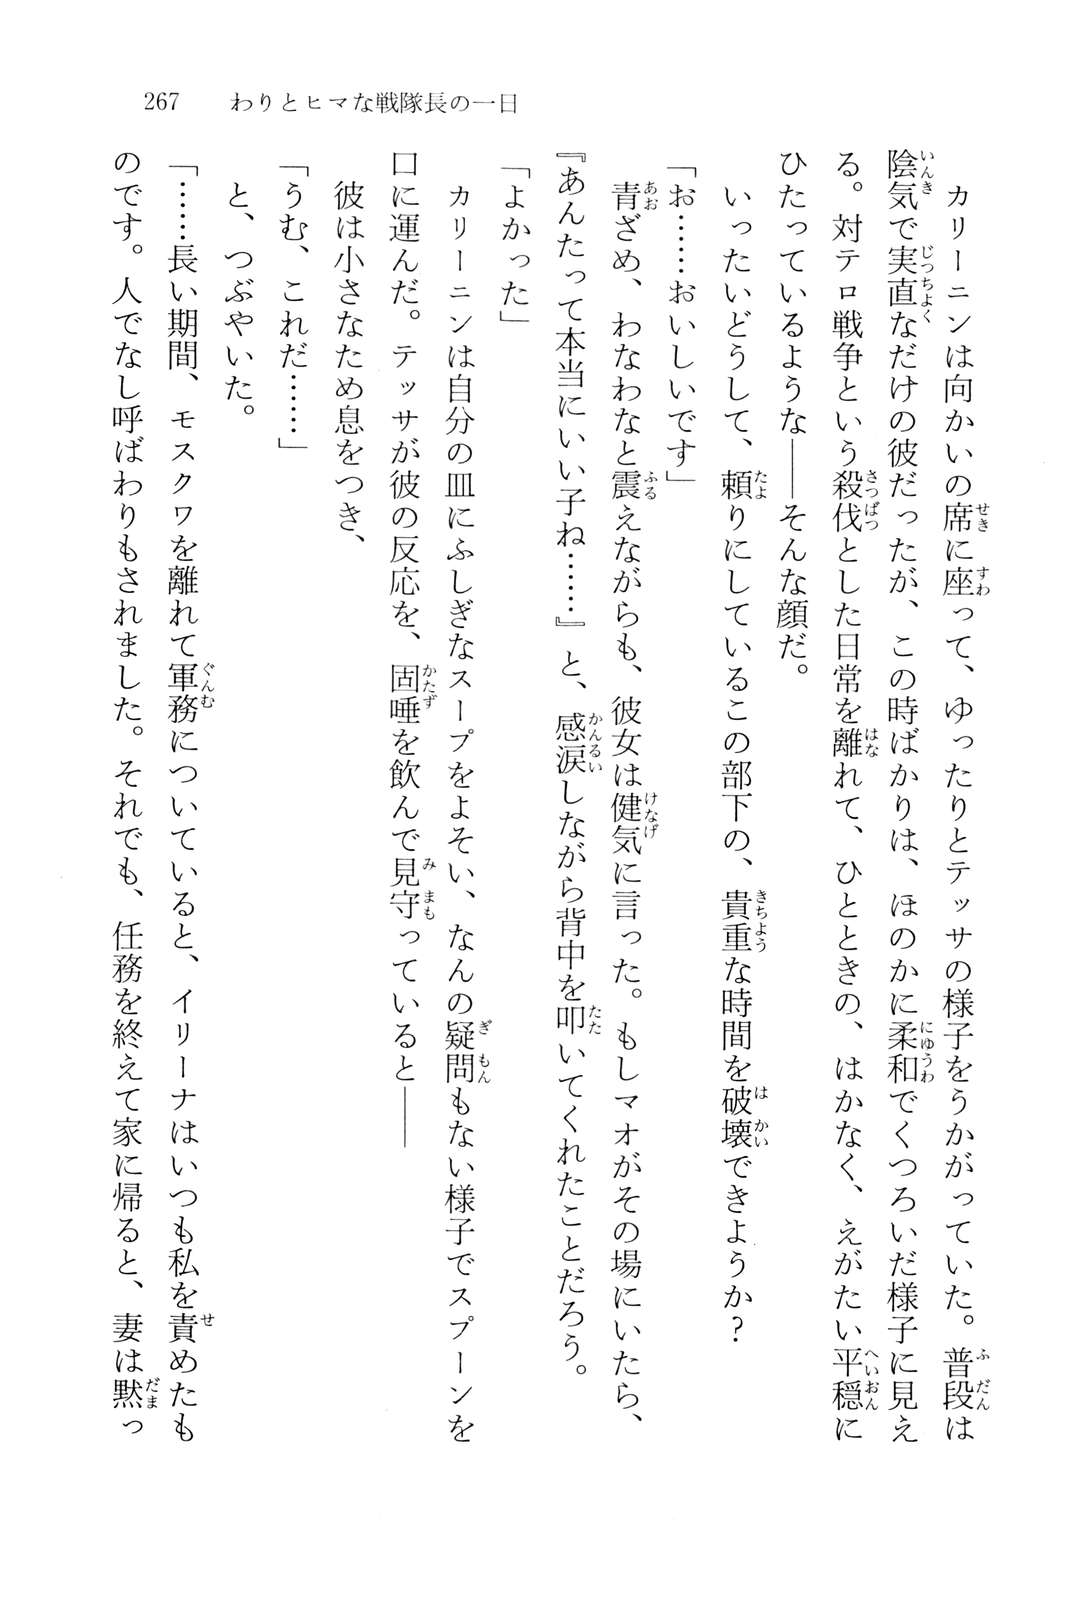 267　わりとヒマな戦隊長の一日
　カリーニンは向かいの席に座って、ゆったりとテッサの様子をうかがっていた。普段は
陰気で実直なだけの彼だったが、この時ばかりは、ほのかに柔和でくつろいだ様子に見え
る。対テロ戦争という殺伐とした日常を離れて、ひとときの、はかなく、えがたい平穏に
ひたっているような――そんな顔だ。
　いったいどうして、頼りにしているこの部下の、貴重な時間を破壊できようか？
「お……おいしいです」
　青ざめ、わなわなと震えながらも、彼女は健気に言った。もしマオがその場にいたら、
『あんたって本当にいい子ね……』と、感涙しながら背中を叩いてくれたことだろう。
「よかった」
　カリーニンは自分の皿にふしぎなスープをよそい、なんの疑問もない様子でスプーンを
口に運んだ。テッサが彼の反応を、固唾を飲んで見守っていると――
　彼は小さなため息をつき、
「うむ、これだ……」
　と、つぶやいた。
「……長い期間、モスクワを離れて軍務についていると、イリーナはいつも私を責めたも
のです。人でなし呼ばわりもされました。それでも、任務を終えて家に帰ると、妻は黙っ